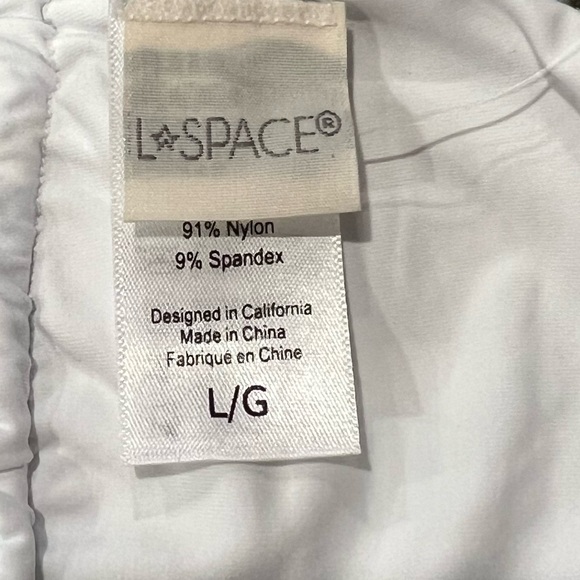 L★SPACE®
91% Nylon
9% Spandex
Designed in California
Made in China
Fabriqué en Chine
L/G